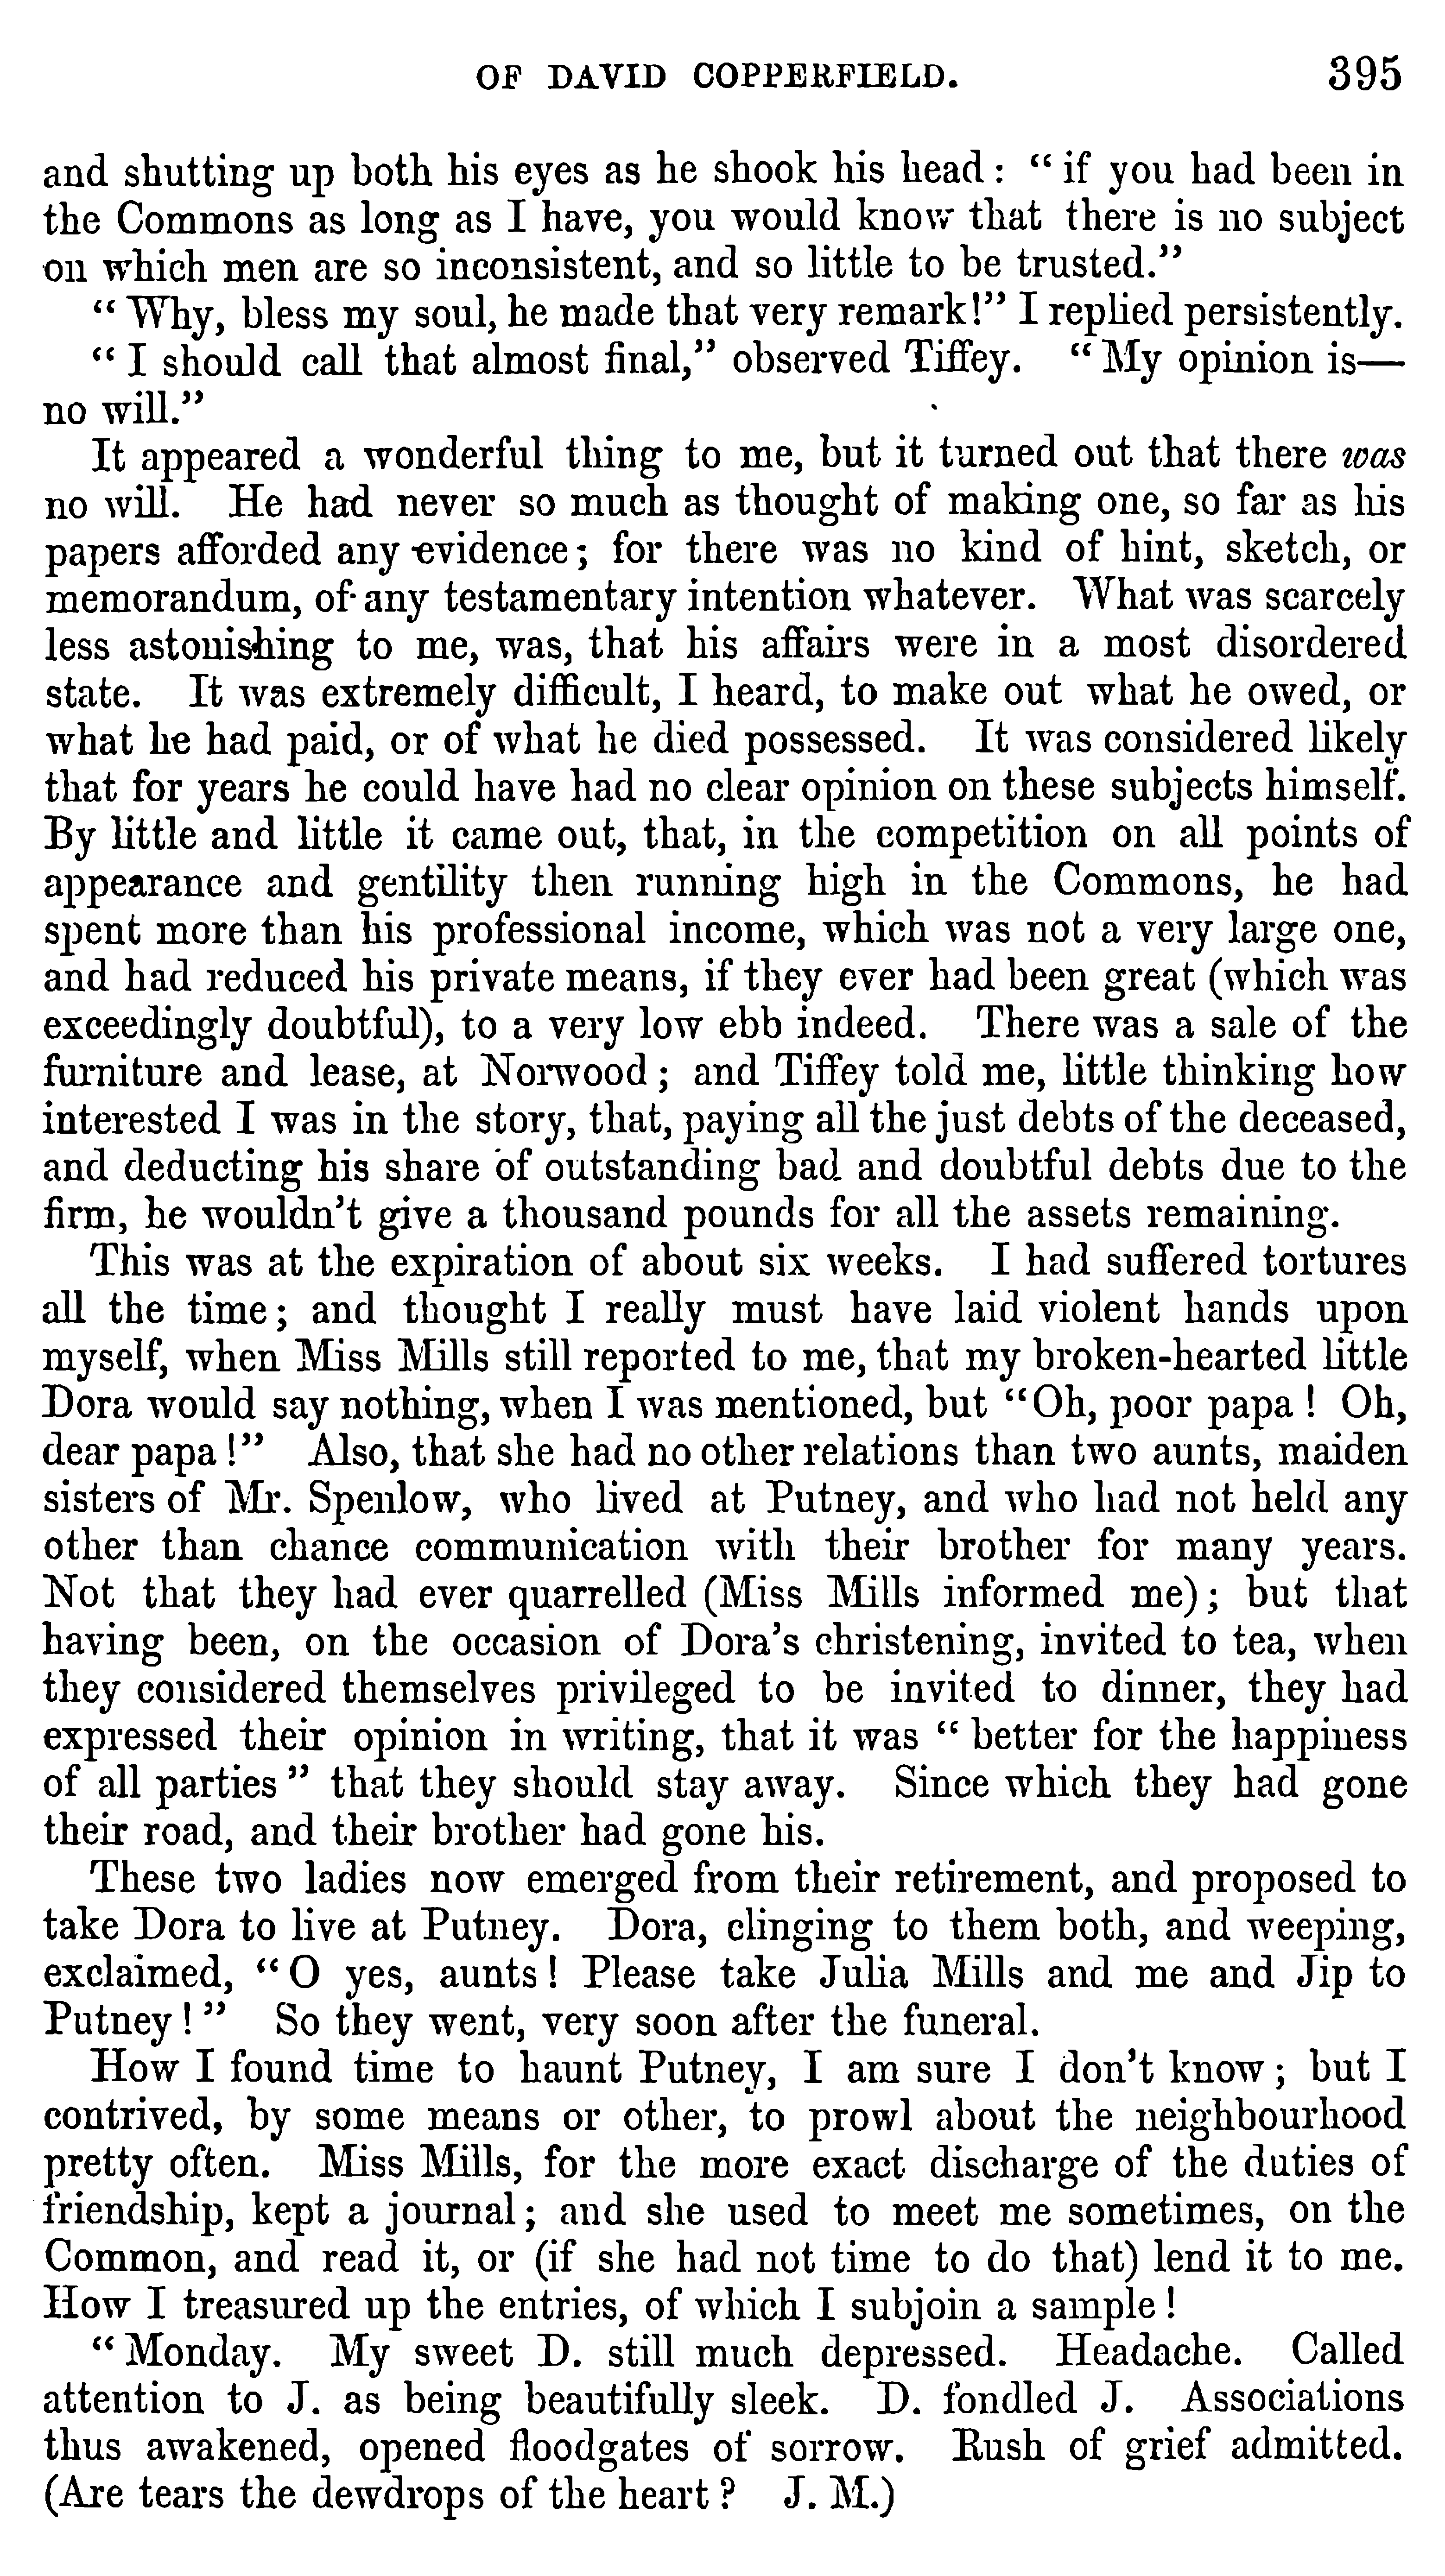 OF DAVID COPPERFIELD. 395
and shutting up both his eyes as he shook his head: "if you had been in
the Commons as long as I have, you would know that there is no subject
on which men are so inconsistent, and so little to be trusted."
"Why, bless my soul, he made that very remark!" I replied persistently.
"I should call that almost final," observed Tiffey. "My opinion is—
no will."
It appeared a wonderful thing to me, but it turned out that there was
no will. He had never so much as thought of making one, so far as his
papers afforded any evidence; for there was no kind of hint, sketch, or
memorandum, of any testamentary intention whatever. What was scarcely
less astonishing to me, was, that his affairs were in a most disordered
state. It was extremely difficult, I heard, to make out what he owed, or
what he had paid, or of what he died possessed. It was considered likely
that for years he could have had no clear opinion on these subjects himself.
By little and little it came out, that, in the competition on all points of
appearance and gentility then running high in the Commons, he had
spent more than his professional income, which was not a very large one,
and had reduced his private means, if they ever had been great (which was
exceedingly doubtful), to a very low ebb indeed. There was a sale of the
furniture and lease, at Norwood; and Tiffey told me, little thinking how
interested I was in the story, that, paying all the just debts of the deceased,
and deducting his share of outstanding bad and doubtful debts due to the
firm, he wouldn't give a thousand pounds for all the assets remaining.
This was at the expiration of about six weeks. I had suffered tortures
all the time; and thought I really must have laid violent hands upon
myself, when Miss Mills still reported to me, that my broken-hearted little
Dora would say nothing, when I was mentioned, but "Oh, poor papa! Oh,
dear papa!" Also, that she had no other relations than two aunts, maiden
sisters of Mr. Spenlow, who lived at Putney, and who had not held any
other than chance communication with their brother for many years.
Not that they had ever quarrelled (Miss Mills informed me); but that
having been, on the occasion of Dora's christening, invited to tea, when
they considered themselves privileged to be invited to dinner, they had
expressed their opinion in writing, that it was "better for the happiness
of all parties" that they should stay away. Since which they had gone
their road, and their brother had gone his.
These two ladies now emerged from their retirement, and proposed to
take Dora to live at Putney. Dora, clinging to them both, and weeping,
exclaimed, "O yes, aunts! Please take Julia Mills and me and Jip to
Putney!" So they went, very soon after the funeral.
How I found time to haunt Putney, I am sure I don't know; but I
contrived, by some means or other, to prowl about the neighbourhood
pretty often. Miss Mills, for the more exact discharge of the duties of
friendship, kept a journal; and she used to meet me sometimes, on the
Common, and read it, or (if she had not time to do that) lend it to me.
How I treasured up the entries, of which I subjoin a sample!
"Monday. My sweet D. still much depressed. Headache. Called
attention to J. as being beautifully sleek. D. fondled J. Associations
thus awakened, opened floodgates of sorrow. Rush of grief admitted.
(Are tears the dewdrops of the heart? J. M.)